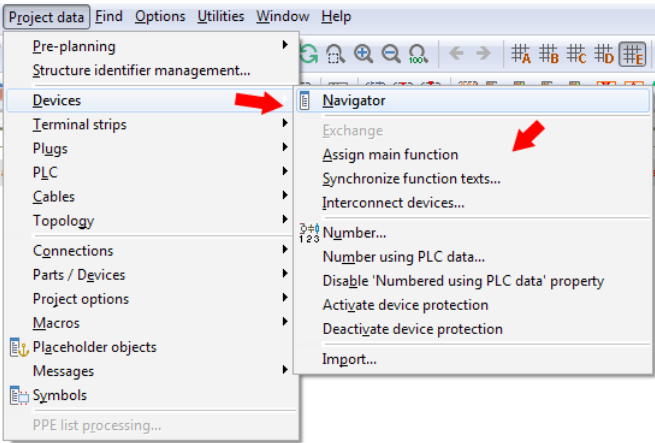 Project data Find Options Utilities Window Help
Pre-planning
Structure identifier management...
Devices
Terminal strips
Plugs
PLC
Cables
Topology
Connections
Parts / Devices
Project options
Macros
Placeholder objects
Messages
Symbols
PPE list processing...
100%
A B C D E
Navigator
Exchange
Assign main function
Synchronize function texts...
Interconnect devices...
123 Number...
Number using PLC data...
Disable 'Numbered using PLC data' property
Activate device protection
Deactivate device protection
Import...